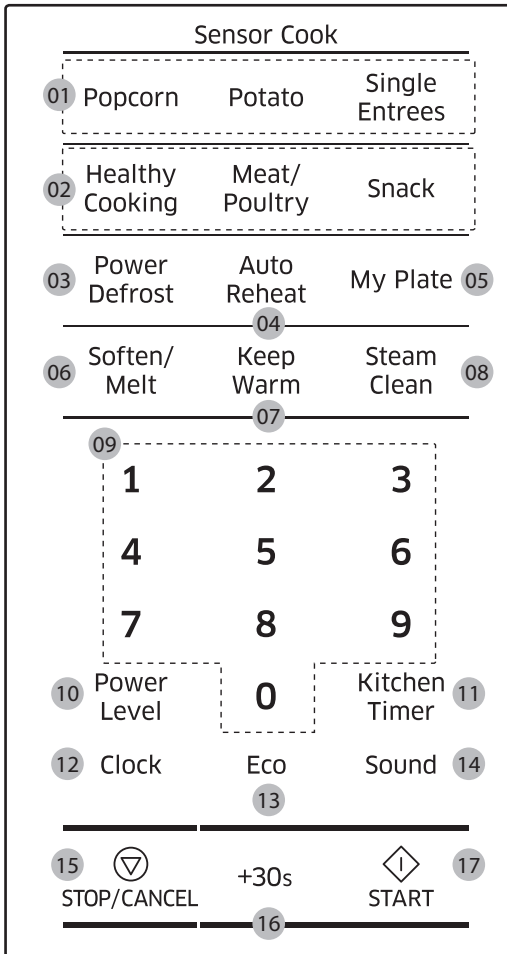 Sensor Cook
01 Popcorn Potato Single Entrees
02 Healthy Cooking Meat/ Poultry Snack
03 Power Defrost Auto Reheat My Plate 05
04
06 Soften/ Melt Keep Warm Steam Clean 08
07
09
1 2 3
4 5 6
7 8 9
10 Power Level 0 Kitchen Timer 11
12 Clock Eco Sound 14
13
15 STOP/CANCEL +30s START 17
16